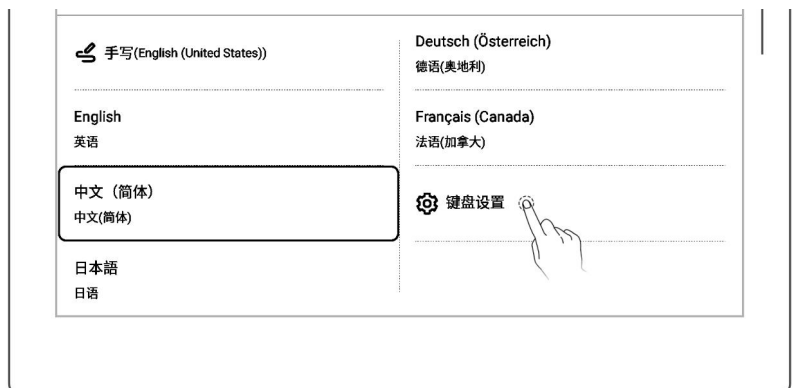 手写(English (United States))
English
英语
中文（简体）
中文(简体)
日本語
日语
Deutsch (Österreich)
德语(奥地利)
Français (Canada)
法语(加拿大)
键盘设置